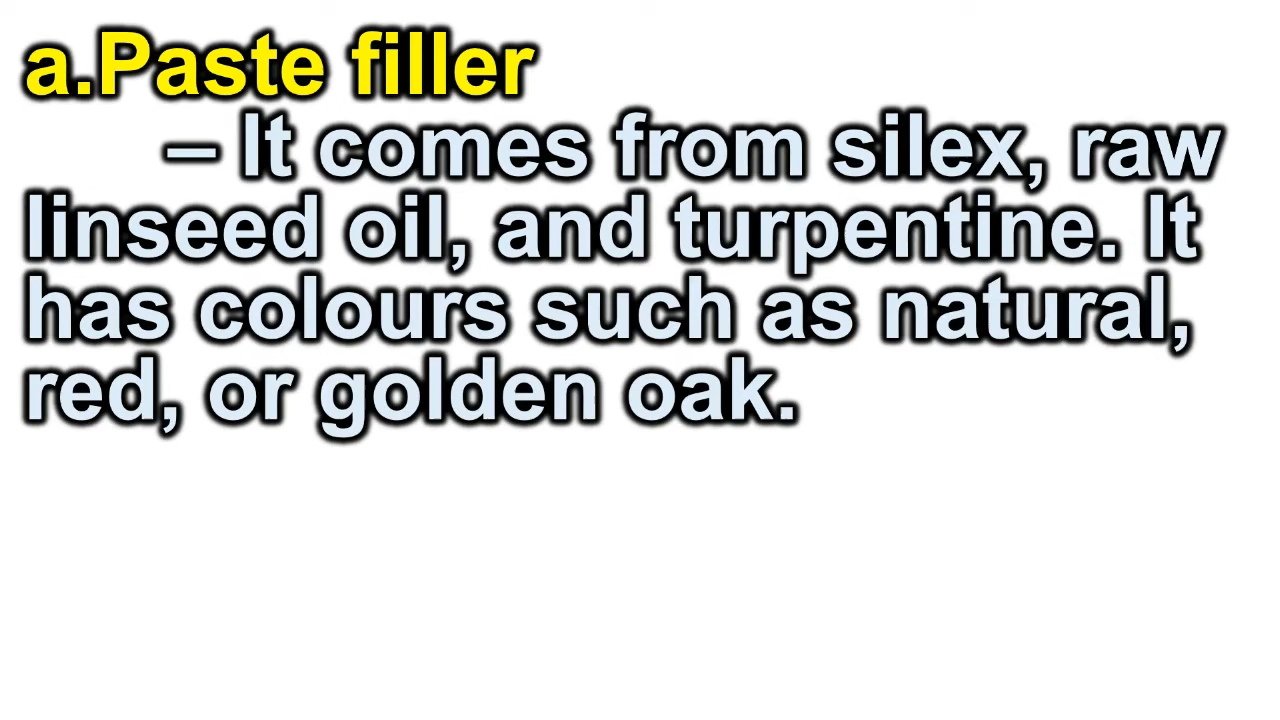 a.Paste filler
– It comes from silex, raw
linseed oil, and turpentine. It
has colours such as natural,
red, or golden oak.